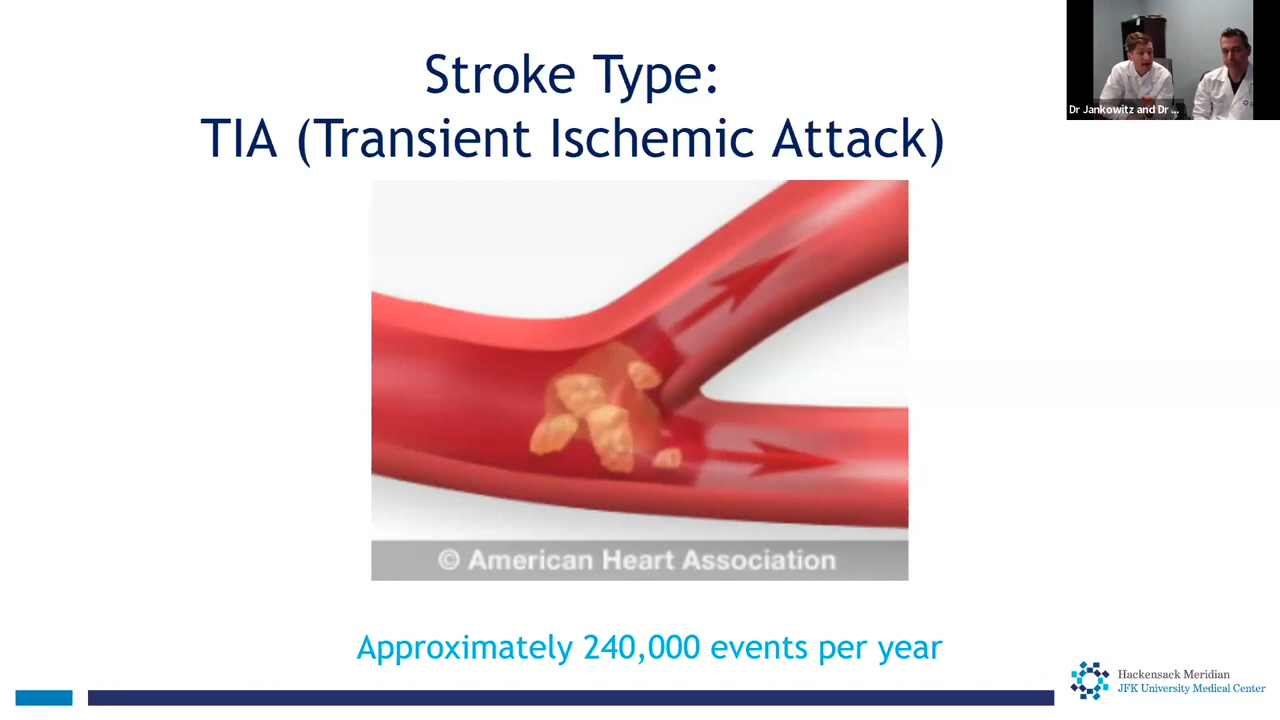 Stroke Type:
TIA (Transient Ischemic Attack)
Dr Jankowitz and Dr ...
© American Heart Association
Approximately 240,000 events per year
Hackensack Meridian
JFK University Medical Center